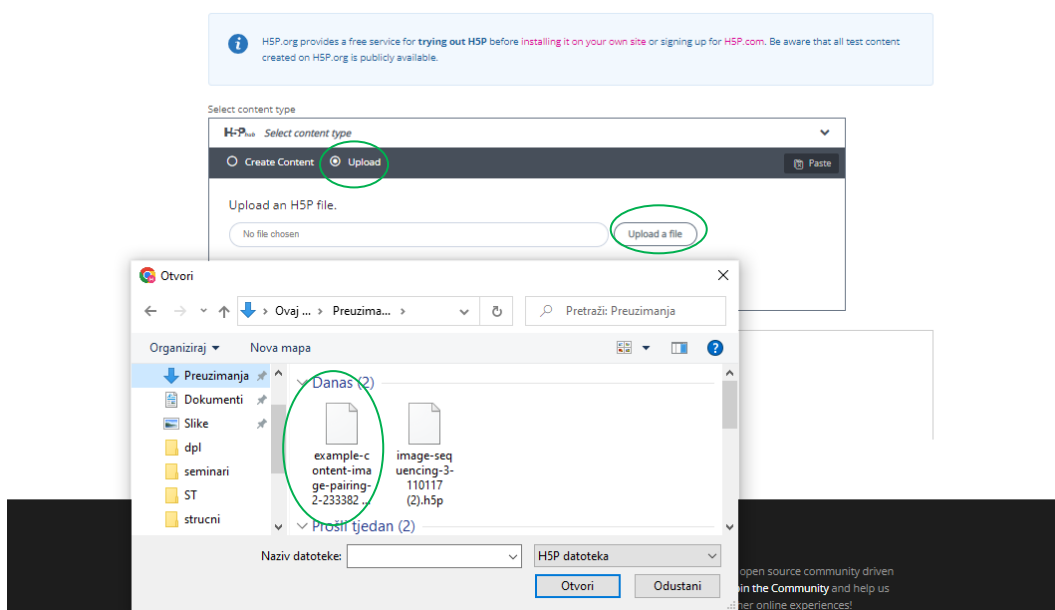 H5P.org provides a free service for trying out H5P before installing it on your own site or signing up for H5P.com. Be aware that all test content
created on H5P.org is publicly available.
Select content type
H5P hub Select content type
Create Content Upload
Paste
Upload an H5P file.
No file chosen
Upload a file
Otvori
Ovaj ... › Preuzima... ›
Pretraži: Preuzimanja
Organiziraj Nova mapa
Preuzimanja
Dokumenti
Slike
dpl
seminari
ST
strucni
Danas (2)
example-c
ontent-ima
ge-pairing-
2-233382 ...
image-seq
uencing-3-
110117
(2).h5p
Prošli tjedan (2)
Naziv datoteke:
H5P datoteka
Otvori Odustani
open source community driven
in the Community and help us
her online experiences!